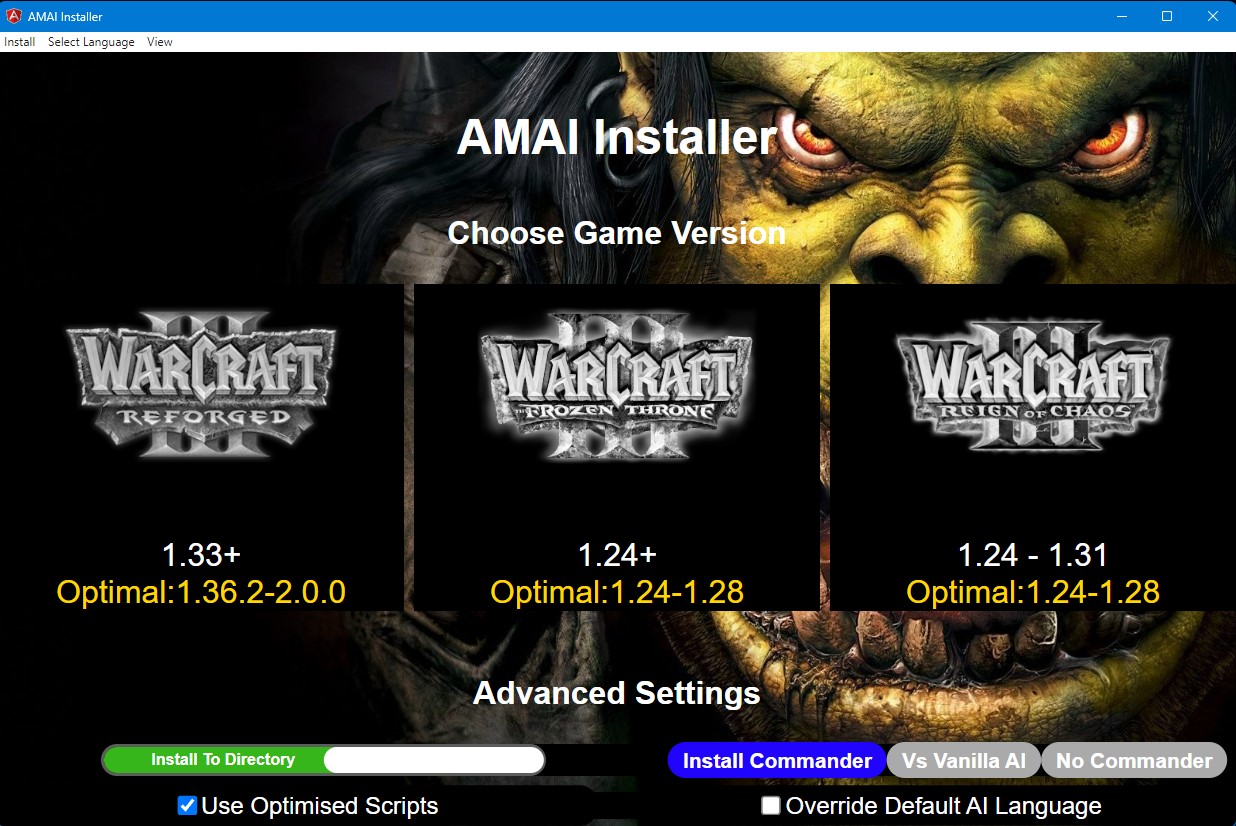 AMAI Installer
Install Select Language View
AMAI Installer
Choose Game Version
WARCRAFT III REFORGED
WARCRAFT III THE FROZEN THRONE
WARCRAFT III REIGN OF CHAOS
1.33+
Optimal:1.36.2-2.0.0
1.24+
Optimal:1.24-1.28
1.24 - 1.31
Optimal:1.24-1.28
Advanced Settings
Install To Directory
Install Commander Vs Vanilla AI No Commander
Use Optimised Scripts
Override Default AI Language